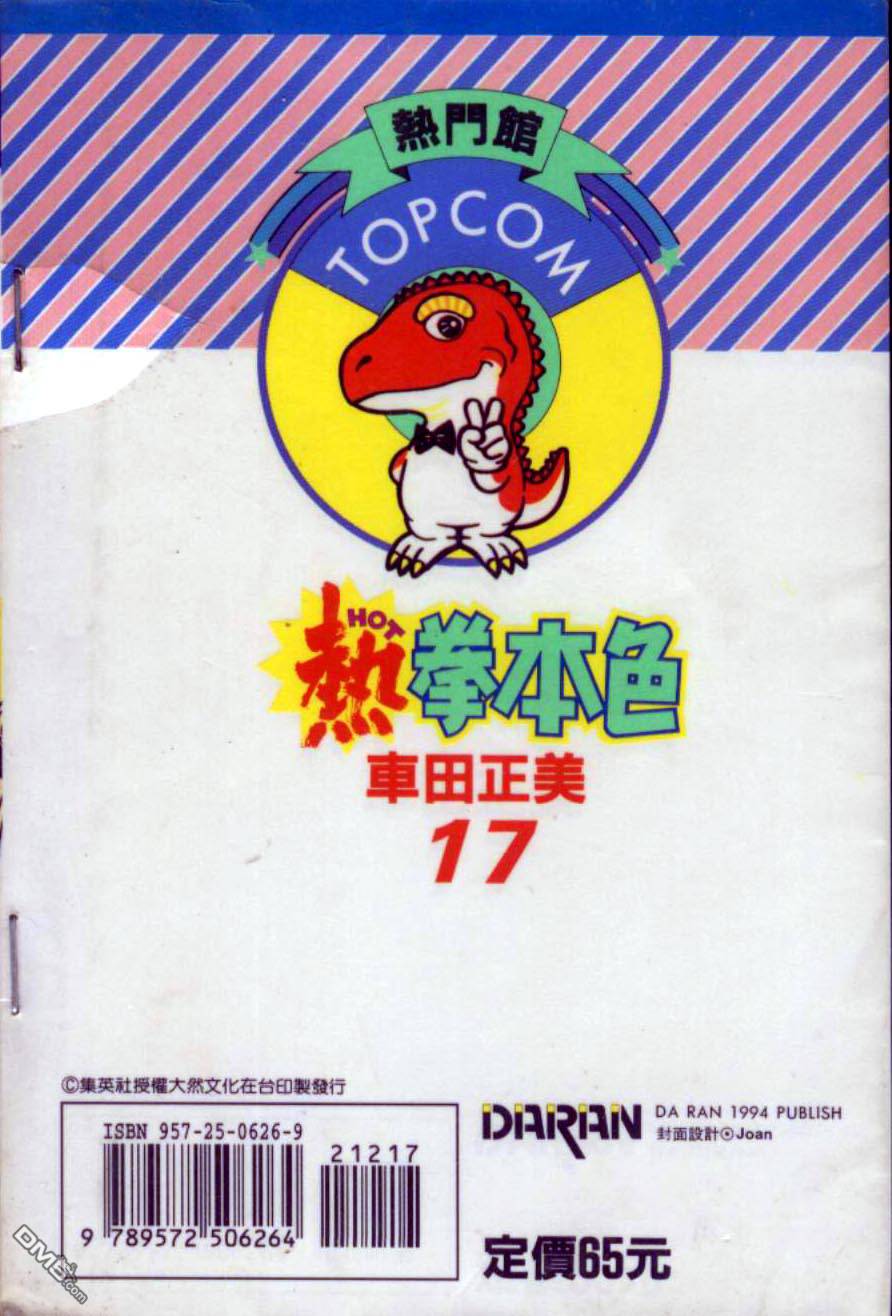 熱門館
TOPCOM
HOT
熱拳本色
車田正美
17
©集英社授權大然文化在台印製發行
ISBN 957-25-0626-9
21217
9 789572 506264
DARAN
DA RAN 1994 PUBLISH
封面設計⊙Joan
定價65元
DM5.com